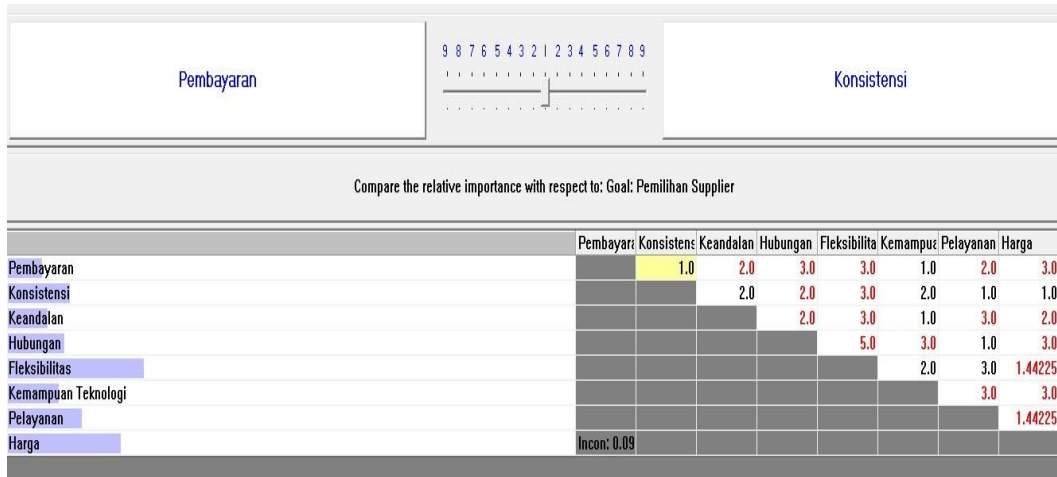 9 8 7 6 5 4 3 2 1 2 3 4 5 6 7 8 9
Pembayaran
Konsistensi
Compare the relative importance with respect to: Goal: Pemilihan Supplier
Pembayara Konsistens Keandalan Hubungan Fleksibilita Kemampua Pelayanan Harga
Pembayaran 1.0 2.0 3.0 3.0 1.0 2.0 3.0
Konsistensi 2.0 2.0 3.0 2.0 1.0 1.0
Keandalan 2.0 3.0 1.0 3.0 2.0
Hubungan 5.0 3.0 1.0 3.0
Fleksibilitas 2.0 3.0 1.44225
Kemampuan Teknologi 3.0 3.0
Pelayanan 1.44225
Harga Incon: 0.09